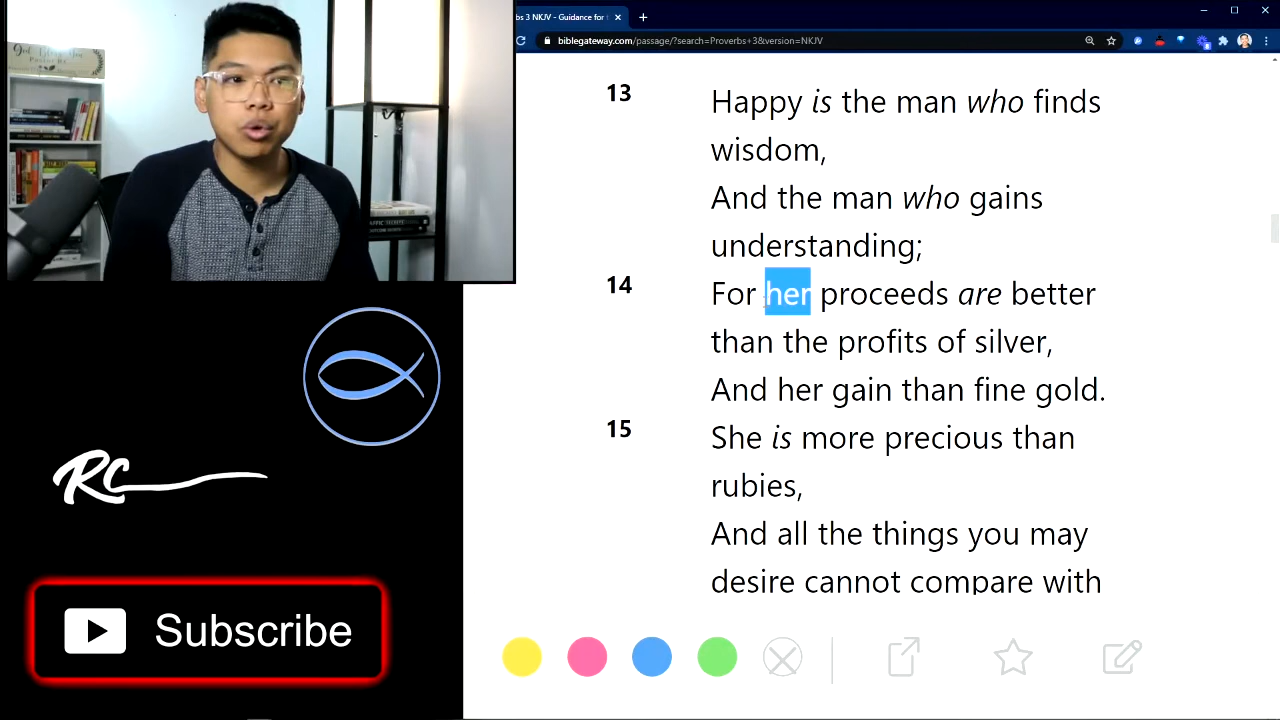 bs 3 NKJV - Guidance for
biblegateway.com/passage/?search=Proverbs+3&version=NKJV
13
Happy is the man who finds
wisdom,
And the man who gains
understanding;
14
For her proceeds are better
than the profits of silver,
And her gain than fine gold.
15
She is more precious than
rubies,
And all the things you may
desire cannot compare with
RC
Subscribe